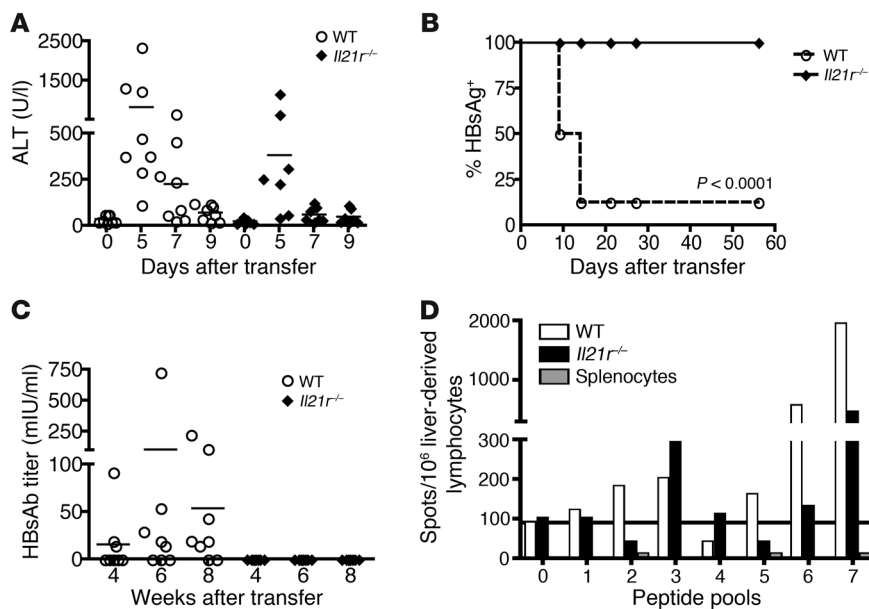 A
ALT (U/l)
2500
1500
500
500
250
0
0 5 7 9 0 5 7 9
Days after transfer
WT
Il21r–/–
B
% HBsAg+
100
75
50
25
0
0 10 20 30 40 50 60
Days after transfer
P < 0.0001
WT
Il21r–/–
C
HBsAb titer (mIU/ml)
750
500
250
100
50
0
4 6 8 4 6 8
Weeks after transfer
WT
Il21r–/–
D
Spots/10⁶ liver-derived
lymphocytes
2000
1000
300
200
100
0
0 1 2 3 4 5 6 7
Peptide pools
WT
Il21r–/–
Splenocytes